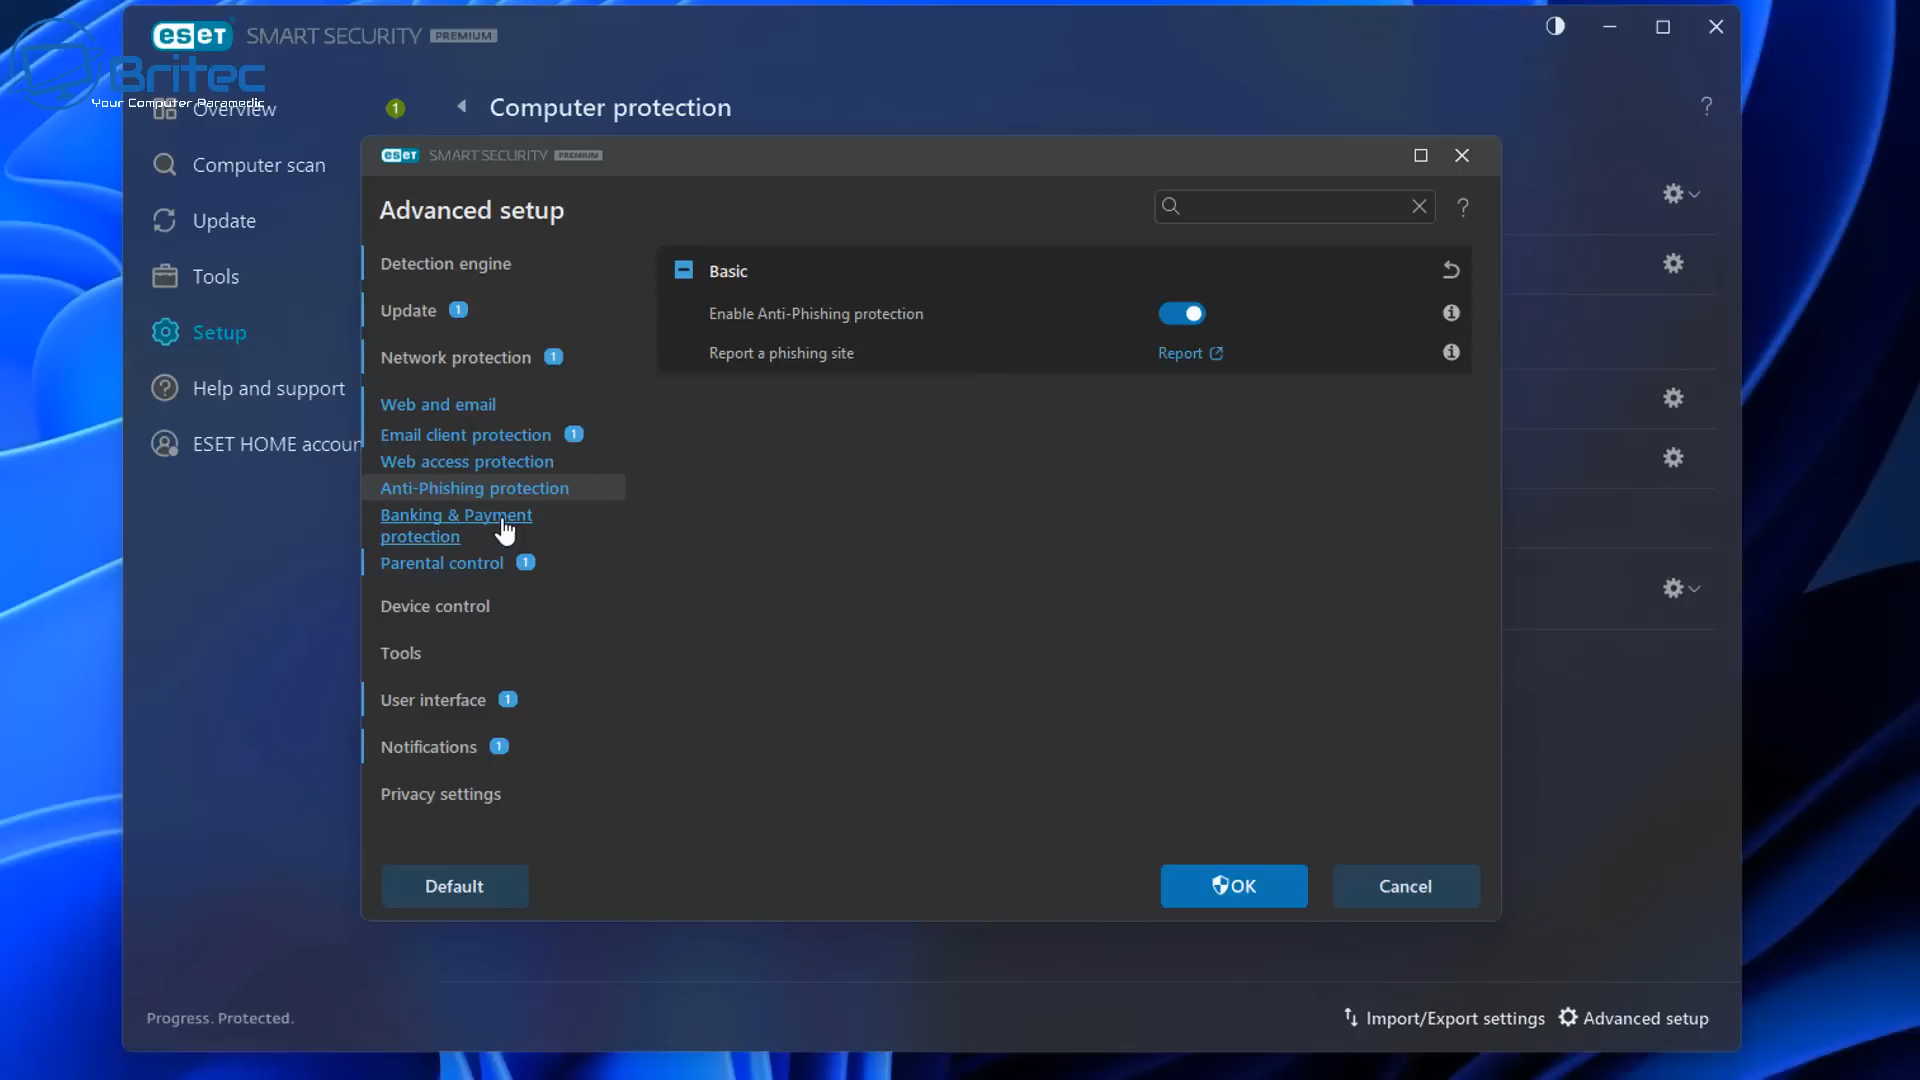 eset SMART SECURITY PREMIUM
Britec
Your Computer Paramedic
Overview
1
Computer protection
?
Computer scan
Update
Tools
Setup
Help and support
ESET HOME accoun
eset SMART SECURITY PREMIUM
Advanced setup
?
Detection engine
Update 1
Network protection 1
Web and email
Email client protection 1
Web access protection
Anti-Phishing protection
Banking & Payment
protection
Parental control 1
Device control
Tools
User interface 1
Notifications 1
Privacy settings
Basic
Enable Anti-Phishing protection
Report a phishing site
Report
Default
OK
Cancel
Progress. Protected.
Import/Export settings
Advanced setup